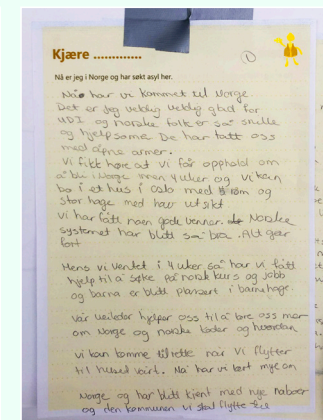 Kjære .............
①
Nå er jeg i Norge og har søkt asyl her.
Nå har vi kommet til Norge.
Det er jeg veldig veldig glad for
UDI og norske folk er så snille
og hjelpsome De har tatt oss
med åpne armer.
Vi fikk høre at vi får opphold om
å bli i Norge innen 4 uker og vi kan
bo i et hus i Oslo med 4 rom og
stor hage med hav utsikt
vi har fått noen gode venner. Norske
systemet har blitt så bra. Alt går
fort
Mens vi ventet i 4 uker så har vi fått
hjelp til å søke på norsk kurs og jobb
og barna er blitt plassert i barnehage.
Vår veileder hjelper oss til å lære oss mer
om Norge og norske koder og hvordan
vi kan komme til rette når vi flytter
til huset vårt. Nå har vi lært mye om
Norge og har blitt kjent med nye naboer
og den kommunen vi skal flytte til